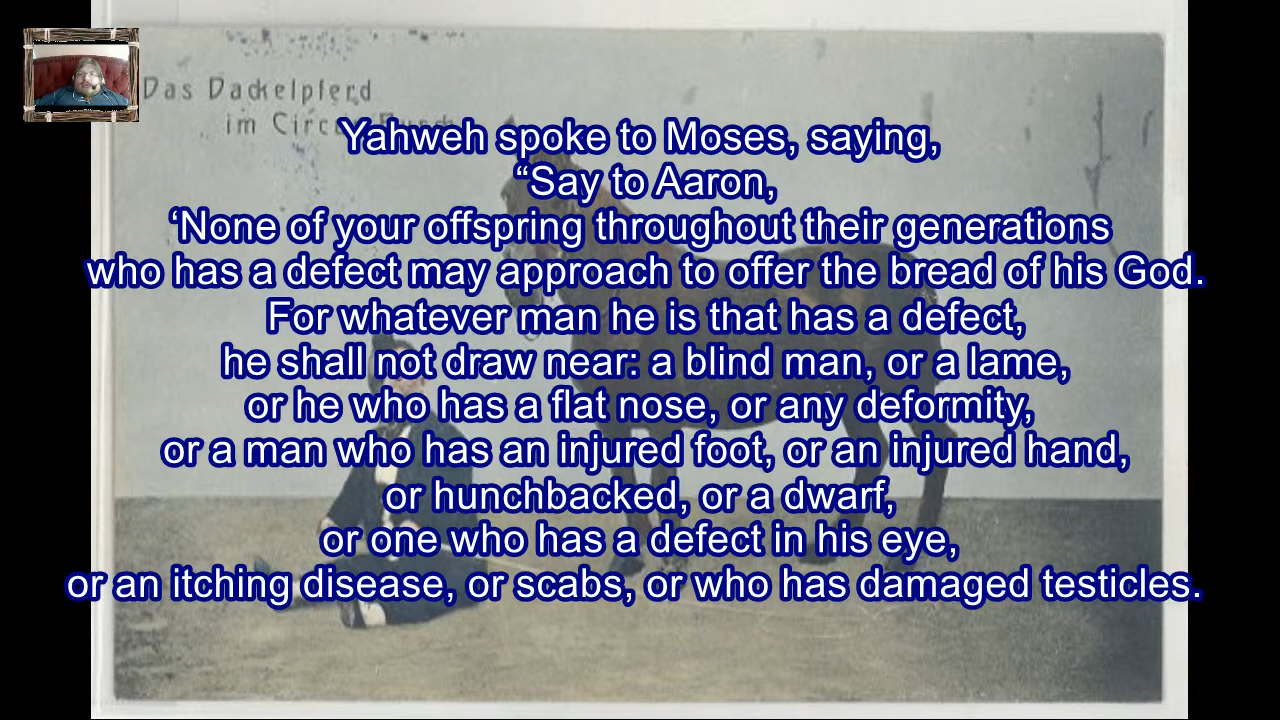 Das Dackelpferd
im Circus Busch
Yahweh spoke to Moses, saying,
“Say to Aaron,
‘None of your offspring throughout their generations
who has a defect may approach to offer the bread of his God.
For whatever man he is that has a defect,
he shall not draw near: a blind man, or a lame,
or he who has a flat nose, or any deformity,
or a man who has an injured foot, or an injured hand,
or hunchbacked, or a dwarf,
or one who has a defect in his eye,
or an itching disease, or scabs, or who has damaged testicles.